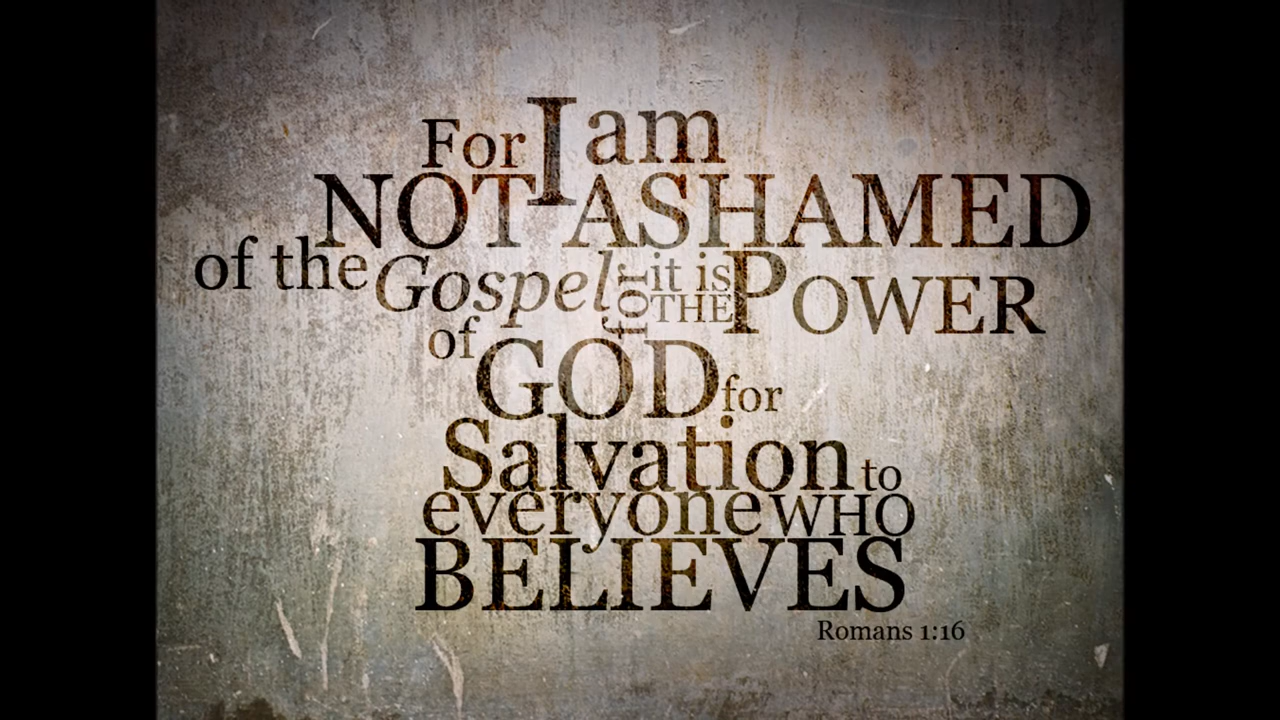 For I am
NOT ASHAMED
of the Gospel for it is THE POWER
of GOD for
Salvation to
everyone WHO
BELIEVES
Romans 1:16